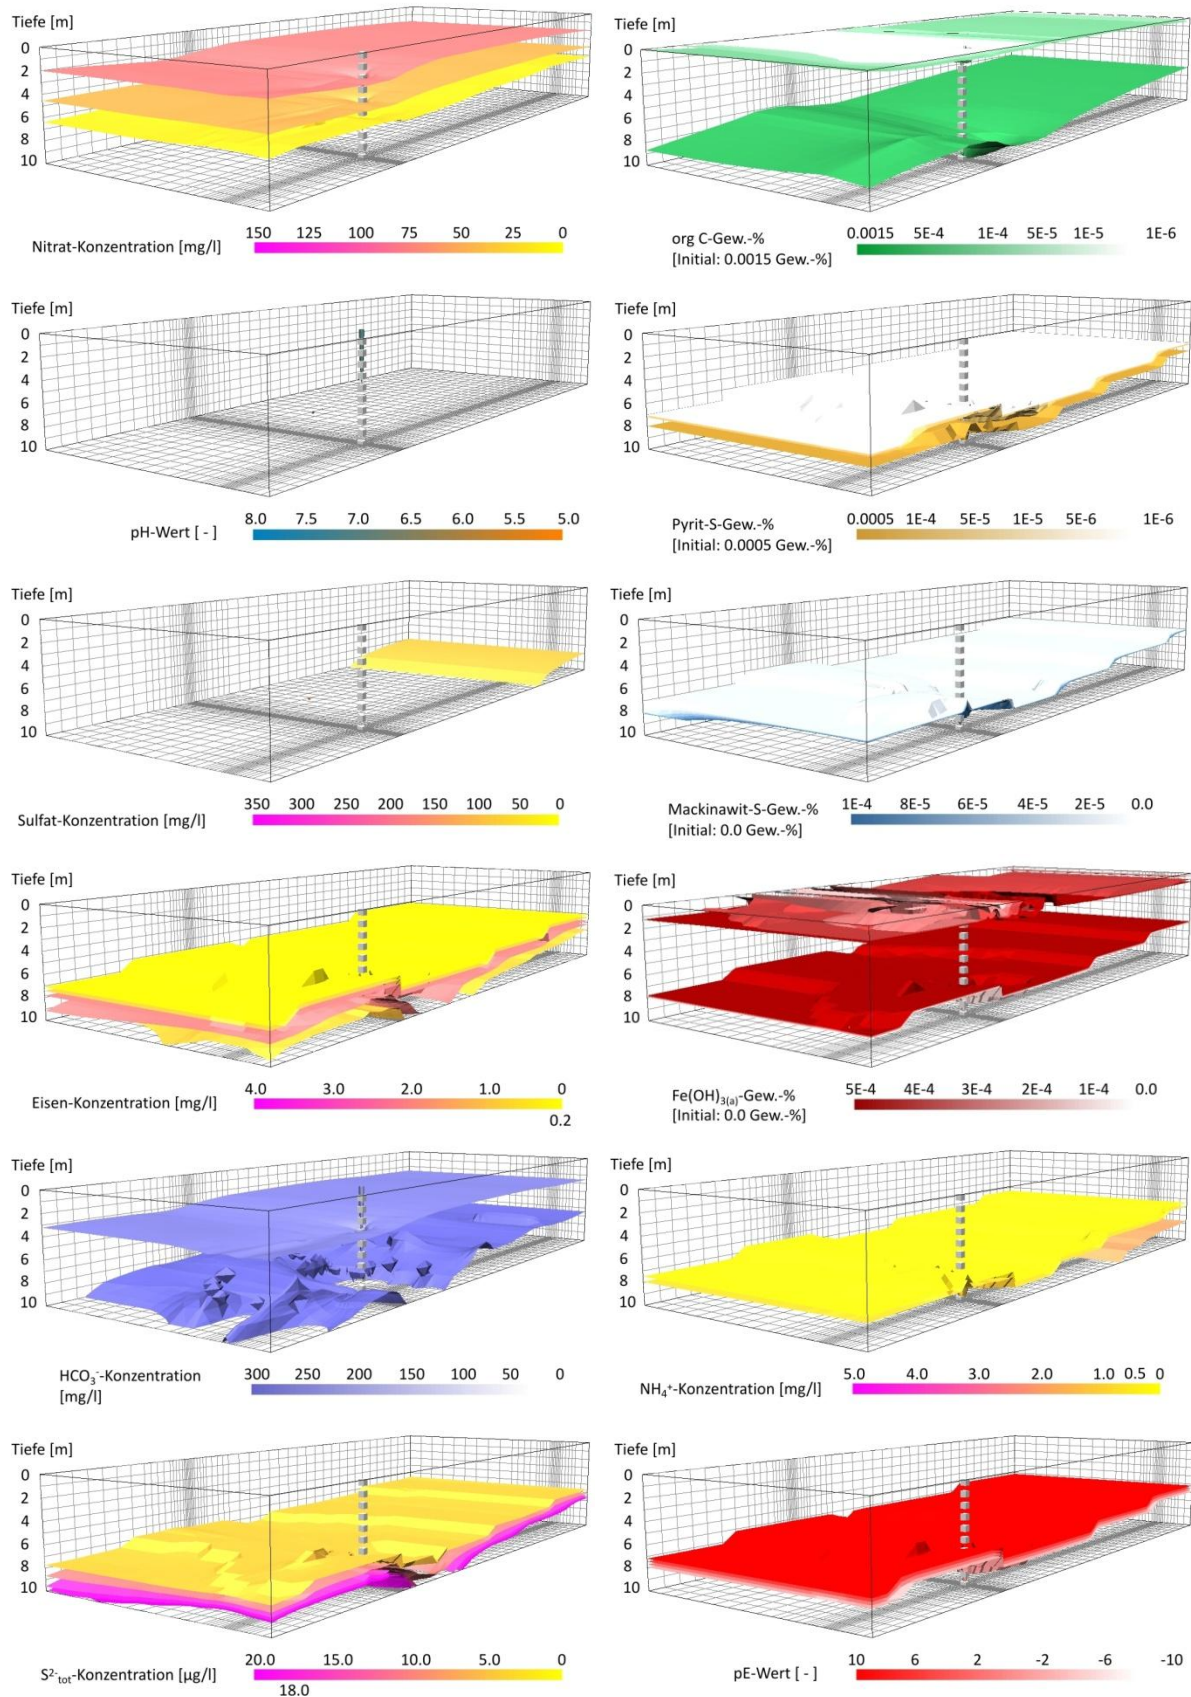 Tiefe [m]
0
2
4
6
8
10
150 125 100 75 50 25 0
Nitrat-Konzentration [mg/l]
Tiefe [m]
0
2
4
6
8
10
0.0015 5E-4 1E-4 5E-5 1E-5 1E-6
org C-Gew.-%
[Initial: 0.0015 Gew.-%]
Tiefe [m]
0
2
4
6
8
10
pH-Wert [ - ]
8.0 7.5 7.0 6.5 6.0 5.5 5.0
Tiefe [m]
0
2
4
6
8
10
0.0005 1E-4 5E-5 1E-5 5E-6 1E-6
Pyrit-S-Gew.-%
[Initial: 0.0005 Gew.-%]
Tiefe [m]
0
2
4
6
8
10
350 300 250 200 150 100 50 0
Sulfat-Konzentration [mg/l]
Tiefe [m]
0
2
4
6
8
10
1E-4 8E-5 6E-5 4E-5 2E-5 0.0
Mackinawit-S-Gew.-%
[Initial: 0.0 Gew.-%]
Tiefe [m]
0
2
4
6
8
10
4.0 3.0 2.0 1.0 0
Eisen-Konzentration [mg/l]
0.2
Tiefe [m]
0
2
4
6
8
10
5E-4 4E-4 3E-4 2E-4 1E-4 0.0
Fe(OH)₃(a)-Gew.-%
[Initial: 0.0 Gew.-%]
Tiefe [m]
0
2
4
6
8
10
300 250 200 150 100 50 0
HCO₃⁻-Konzentration
[mg/l]
Tiefe [m]
0
2
4
6
8
10
NH₄⁺-Konzentration [mg/l]
5.0 4.0 3.0 2.0 1.0 0.5 0
Tiefe [m]
0
2
4
6
8
10
20.0 15.0 10.0 5.0 0
S²⁻tot-Konzentration [µg/l]
18.0
Tiefe [m]
0
2
4
6
8
10
pE-Wert [ - ]
10 6 2 -2 -6 -10